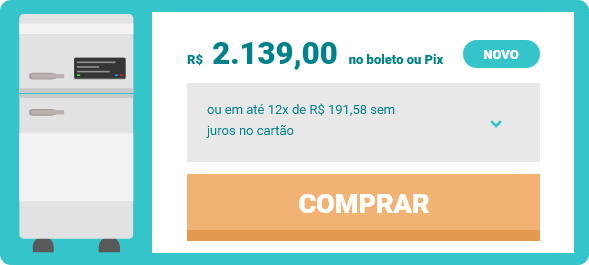 R$ 2.139,00 no boleto ou Pix NOVO
ou em até 12x de R$ 191,58 sem
juros no cartão
COMPRAR